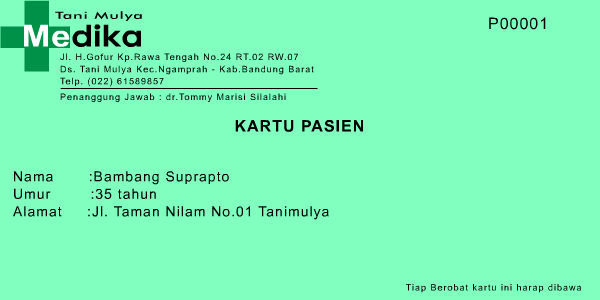 Tani Mulya
Medika
P00001
Jl. H.Gofur Kp.Rawa Tengah No.24 RT.02 RW.07
Ds. Tani Mulya Kec.Ngamprah - Kab.Bandung Barat
Telp. (022) 61589857
Penanggung Jawab : dr.Tommy Marisi Silalahi
KARTU PASIEN
Nama :Bambang Suprapto
Umur :35 tahun
Alamat :Jl. Taman Nilam No.01 Tanimulya
Tiap Berobat kartu ini harap dibawa